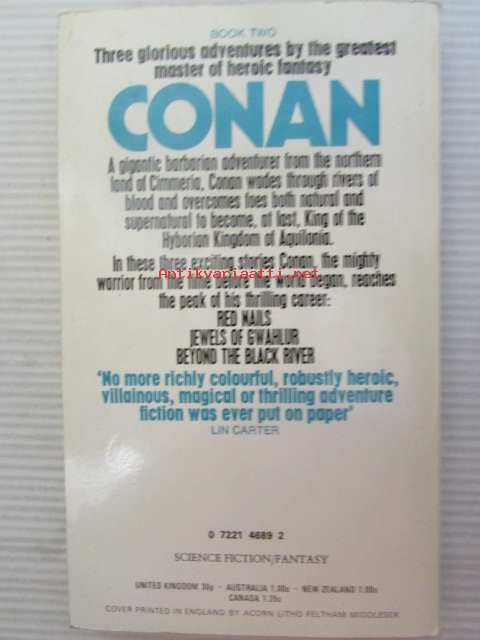 BOOK TWO
Three glorious adventures by the greatest
master of heroic fantasy
CONAN
A gigantic barbarian adventurer from the northern
land of Cimmeria, Conan wades through rivers of
blood and overcomes foes both natural and
supernatural to become, at last, King of the
Hyborian Kingdom of Aquilonia.
In these three exciting stories Conan, the mighty
Antikvariaatti.net
warrior from the time before the world began, reaches
the peak of his thrilling career:
RED NAILS
JEWELS OF GWAHLUR
BEYOND THE BLACK RIVER
'No more richly colourful, robustly heroic,
villainous, magical or thrilling adventure
fiction was ever put on paper'
LIN CARTER
0 7221 4689 2
SCIENCE FICTION/FANTASY
UNITED KINGDOM 30p · AUSTRALIA 1.00c · NEW ZEALAND 1.00c
CANADA 1.25c
COVER PRINTED IN ENGLAND BY ACORN LITHO FELTHAM MIDDLESEX